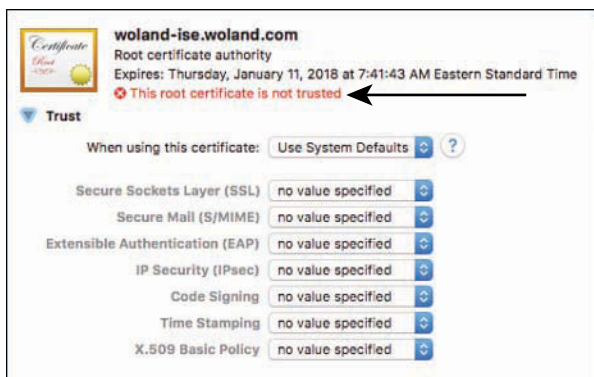 Certificate
Root
woland-ise.woland.com
Root certificate authority
Expires: Thursday, January 11, 2018 at 7:41:43 AM Eastern Standard Time
This root certificate is not trusted
Trust
When using this certificate: Use System Defaults ?
Secure Sockets Layer (SSL) no value specified
Secure Mail (S/MIME) no value specified
Extensible Authentication (EAP) no value specified
IP Security (IPsec) no value specified
Code Signing no value specified
Time Stamping no value specified
X.509 Basic Policy no value specified